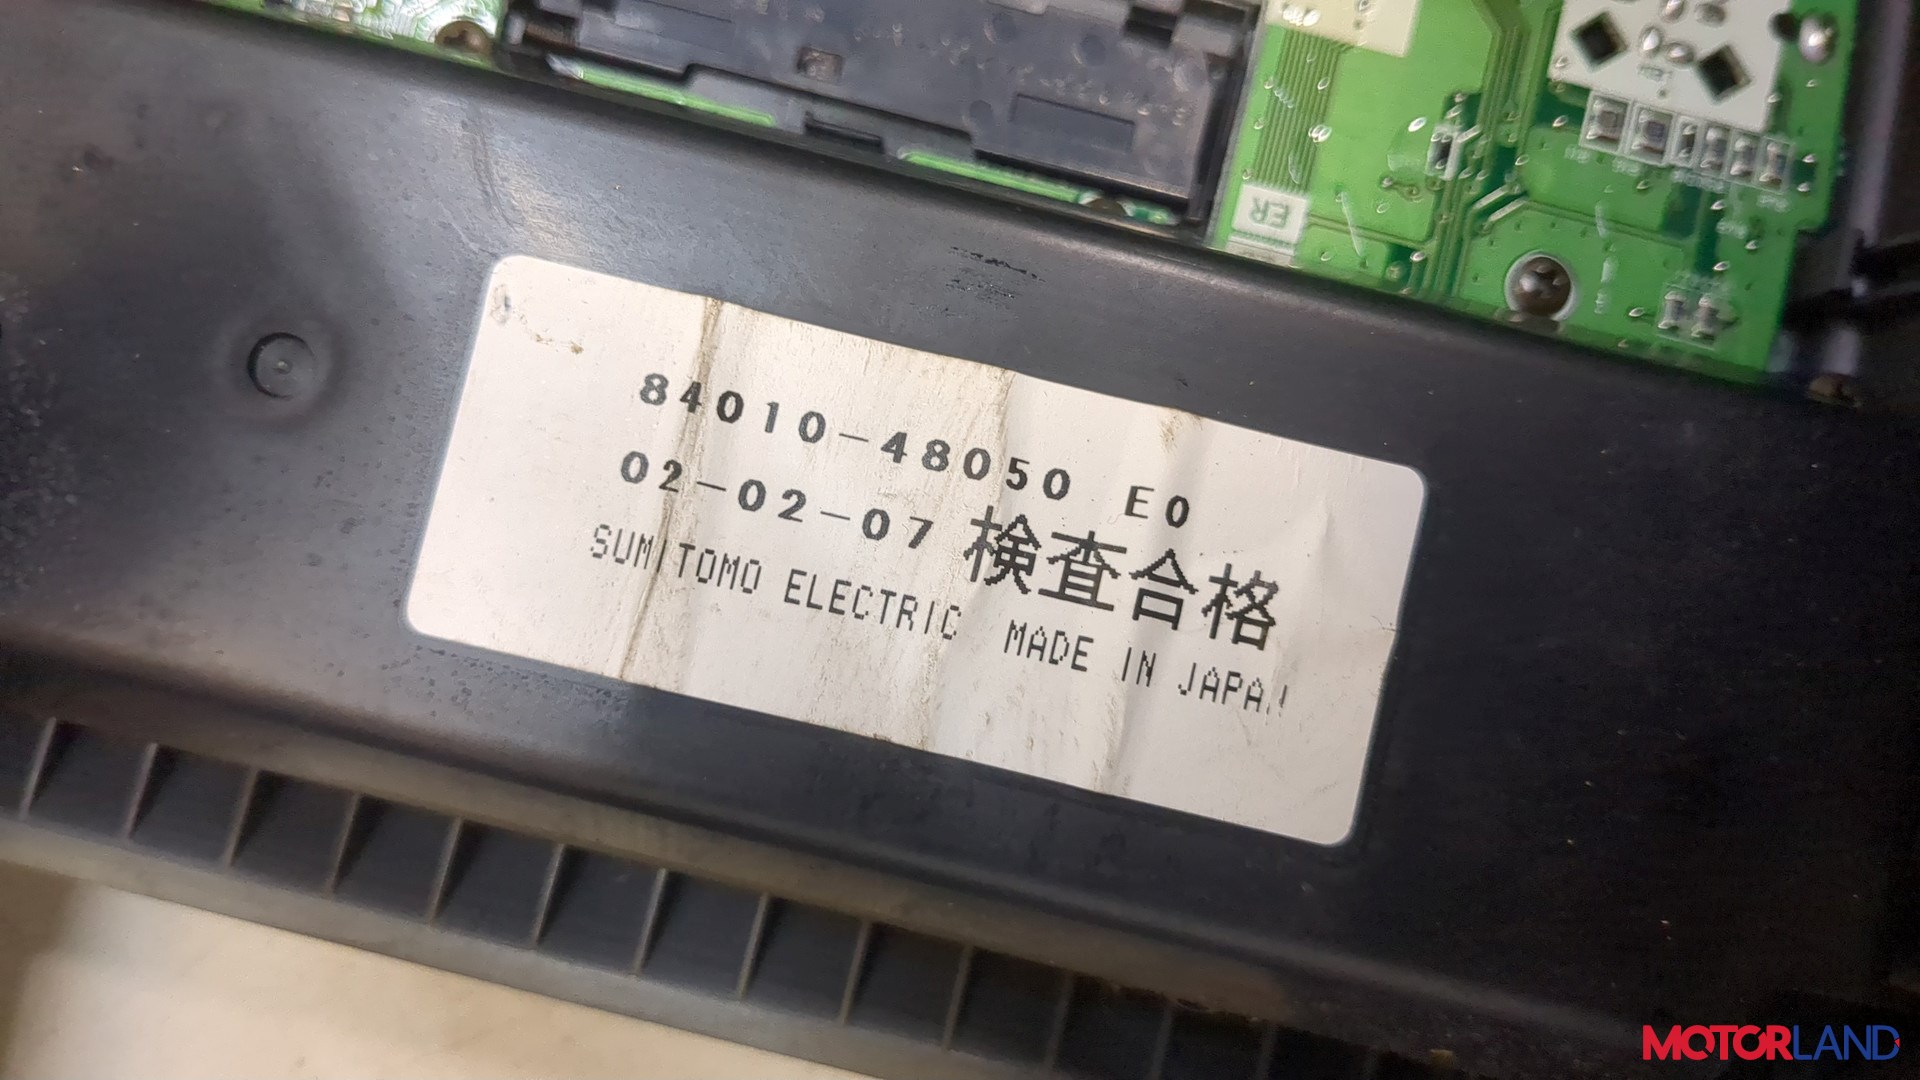 ER
84010-48050 E0
02-02-07 検査合格
SUMITOMO ELECTRIC MADE IN JAPAN
MOTORLAND